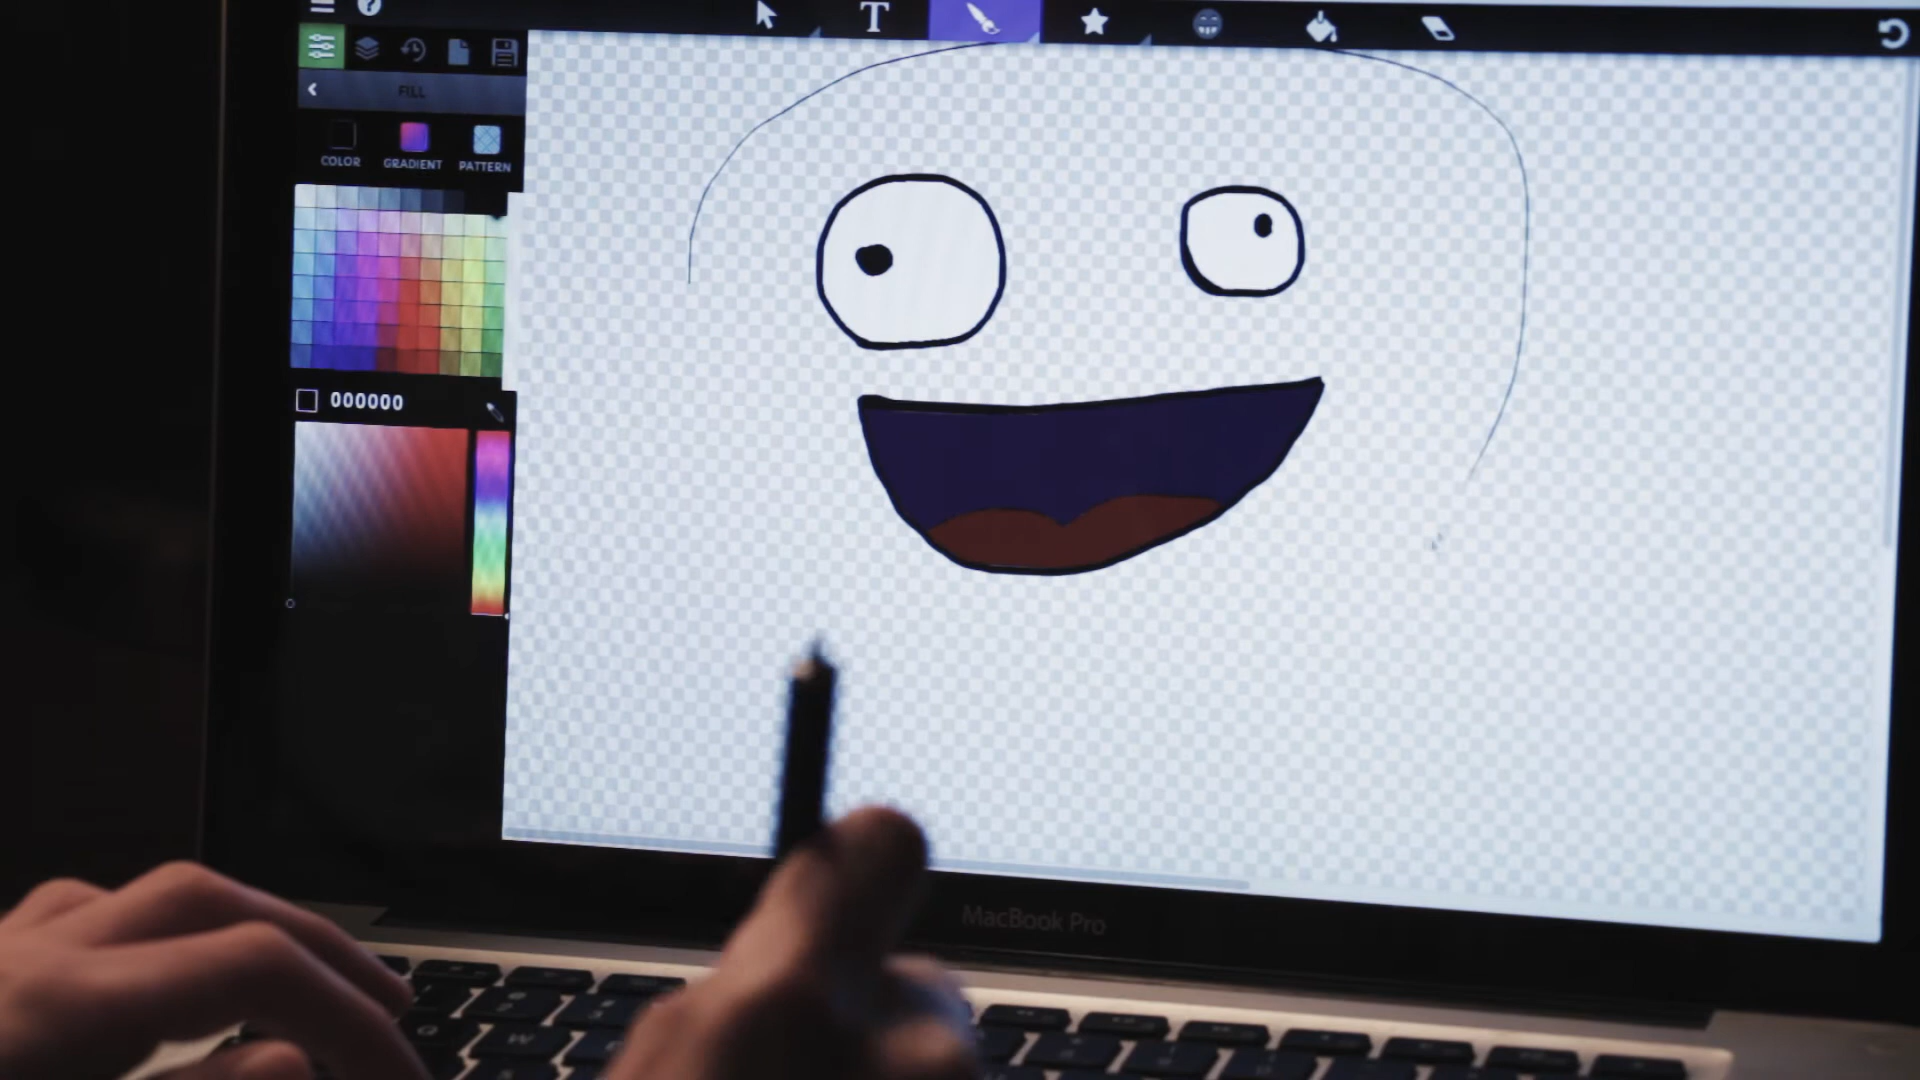 ?
T
FILL
COLOR GRADIENT PATTERN
000000
MacBook Pro
Q W